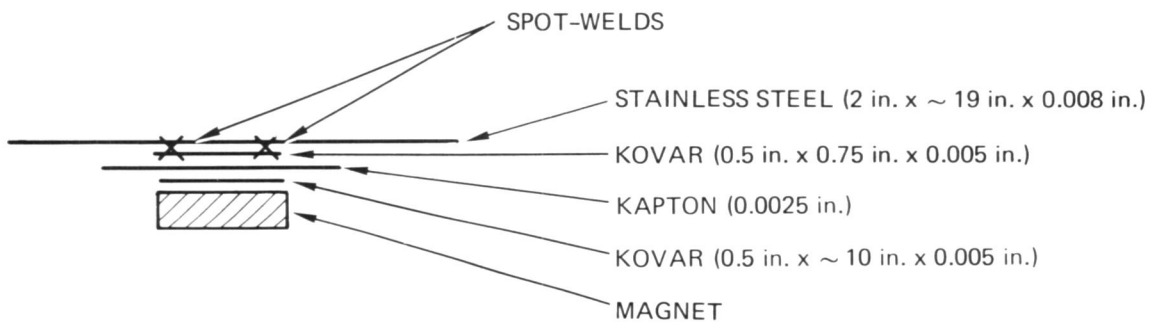 SPOT-WELDS
STAINLESS STEEL (2 in. x ~ 19 in. x 0.008 in.)
KOVAR (0.5 in. x 0.75 in. x 0.005 in.)
KAPTON (0.0025 in.)
KOVAR (0.5 in. x ~ 10 in. x 0.005 in.)
MAGNET